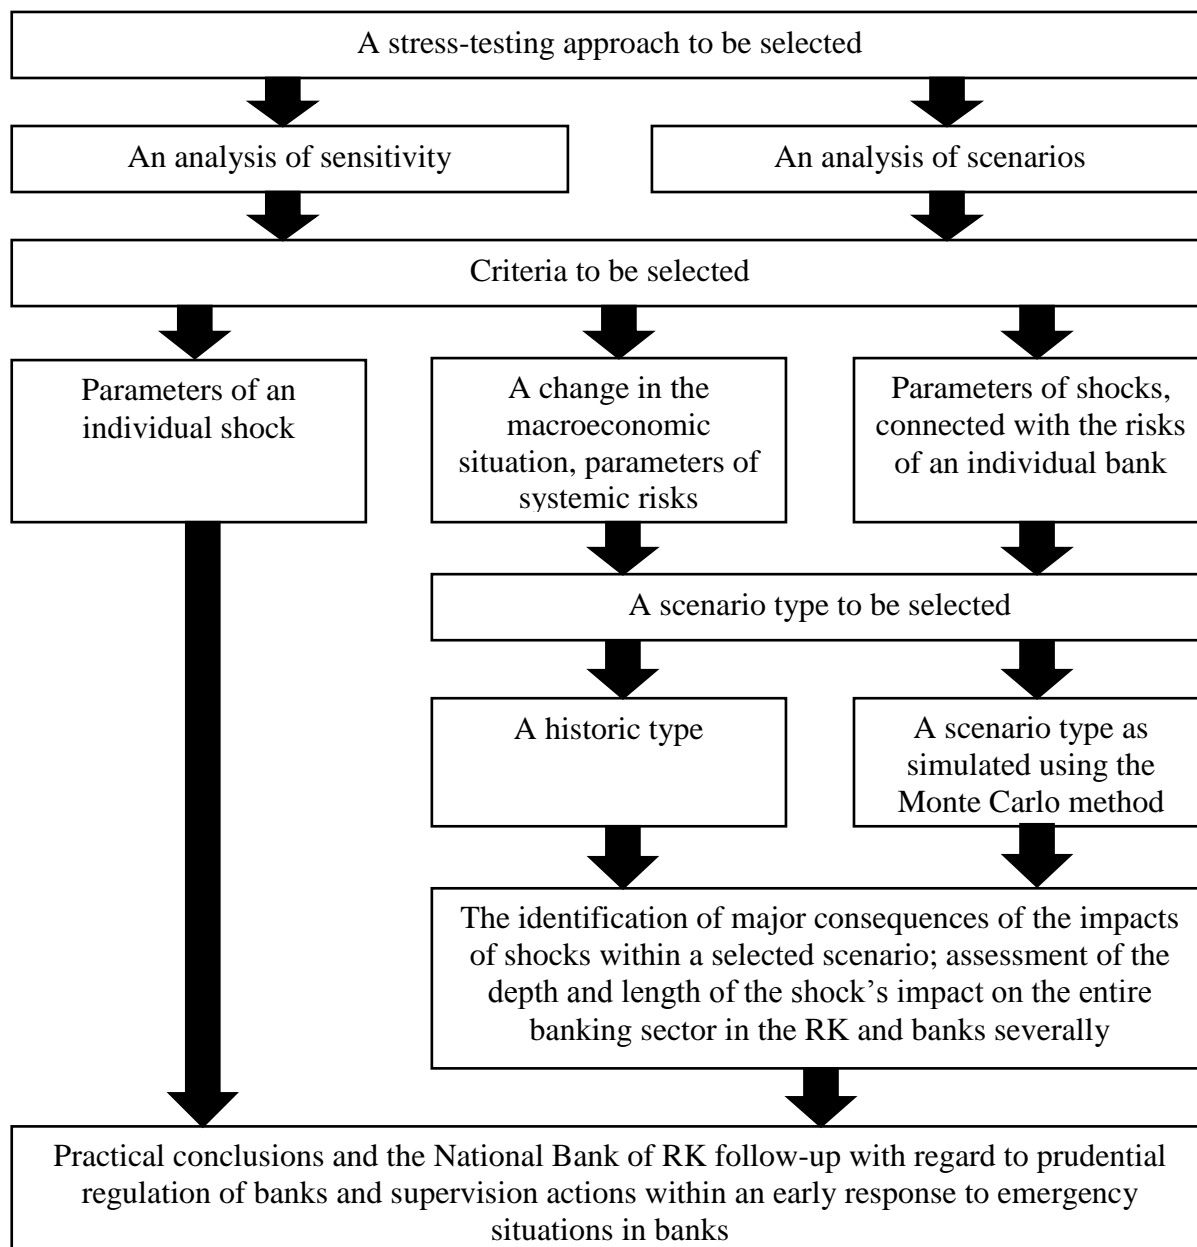 A stress-testing approach to be selected
An analysis of sensitivity
An analysis of scenarios
Criteria to be selected
Parameters of an
individual shock
A change in the
macroeconomic
situation, parameters of
systemic risks
Parameters of shocks,
connected with the risks
of an individual bank
A scenario type to be selected
A historic type
A scenario type as
simulated using the
Monte Carlo method
The identification of major consequences of the impacts
of shocks within a selected scenario; assessment of the
depth and length of the shock’s impact on the entire
banking sector in the RK and banks severally
Practical conclusions and the National Bank of RK follow-up with regard to prudential
regulation of banks and supervision actions within an early response to emergency
situations in banks